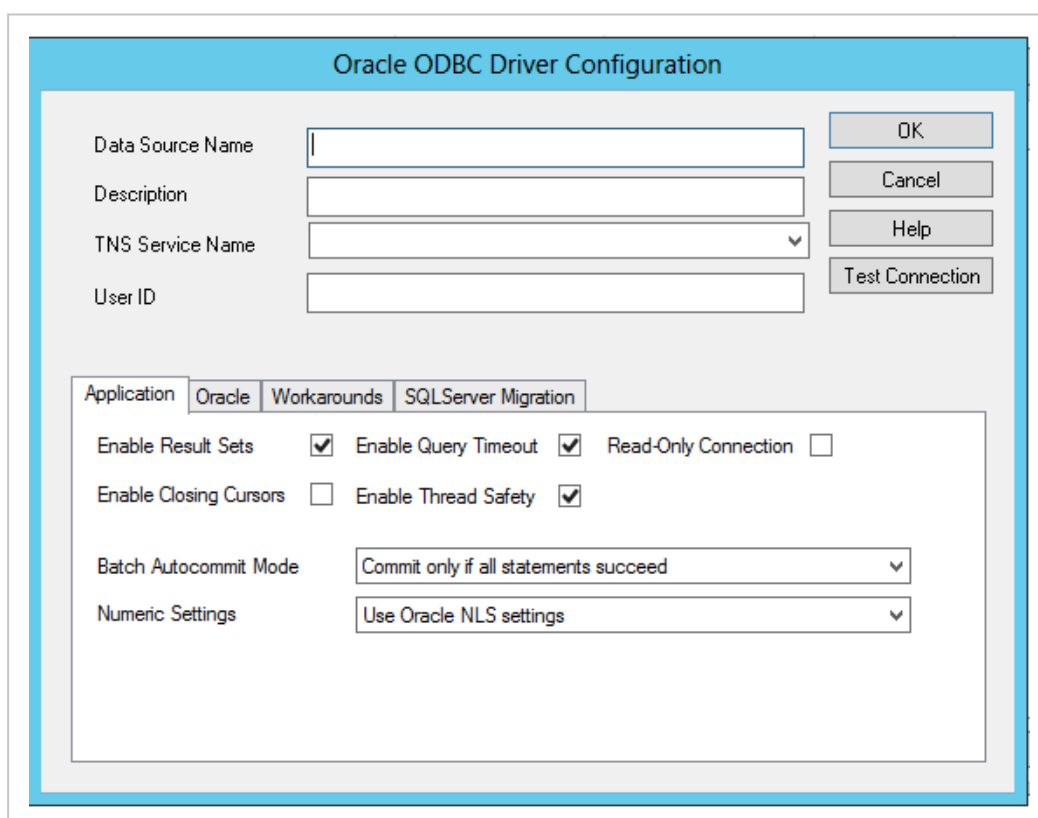 Oracle ODBC Driver Configuration
Data Source Name
OK
Description
Cancel
TNS Service Name
Help
User ID
Test Connection
Application Oracle Workarounds SQLServer Migration
Enable Result Sets Enable Query Timeout Read-Only Connection
Enable Closing Cursors Enable Thread Safety
Batch Autocommit Mode Commit only if all statements succeed
Numeric Settings Use Oracle NLS settings